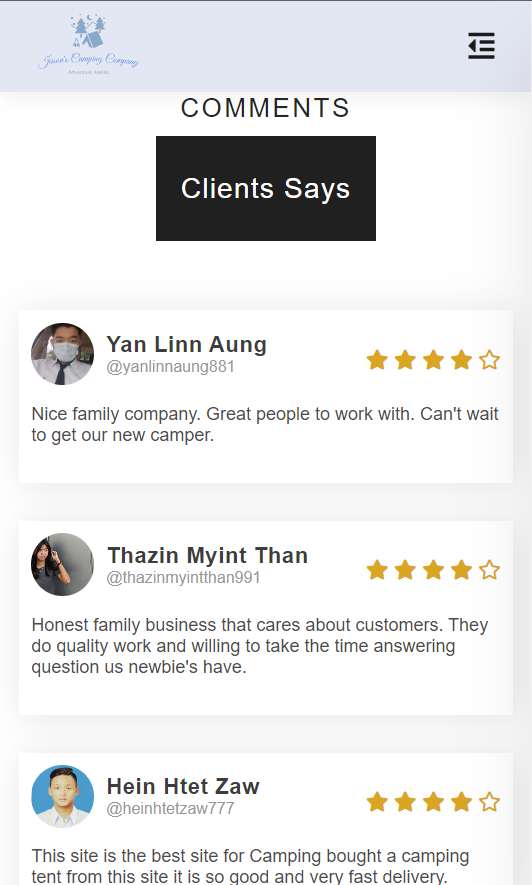 Jason's Camping Company
Adventure Awaits
COMMENTS
Clients Says
Yan Linn Aung
@yanlinnaung881
Nice family company. Great people to work with. Can't wait
to get our new camper.
Thazin Myint Than
@thazinmyintthan991
Honest family business that cares about customers. They
do quality work and willing to take the time answering
question us newbie's have.
Hein Htet Zaw
@heinhtetzaw777
This site is the best site for Camping bought a camping
tent from this site it is so good and very fast delivery.